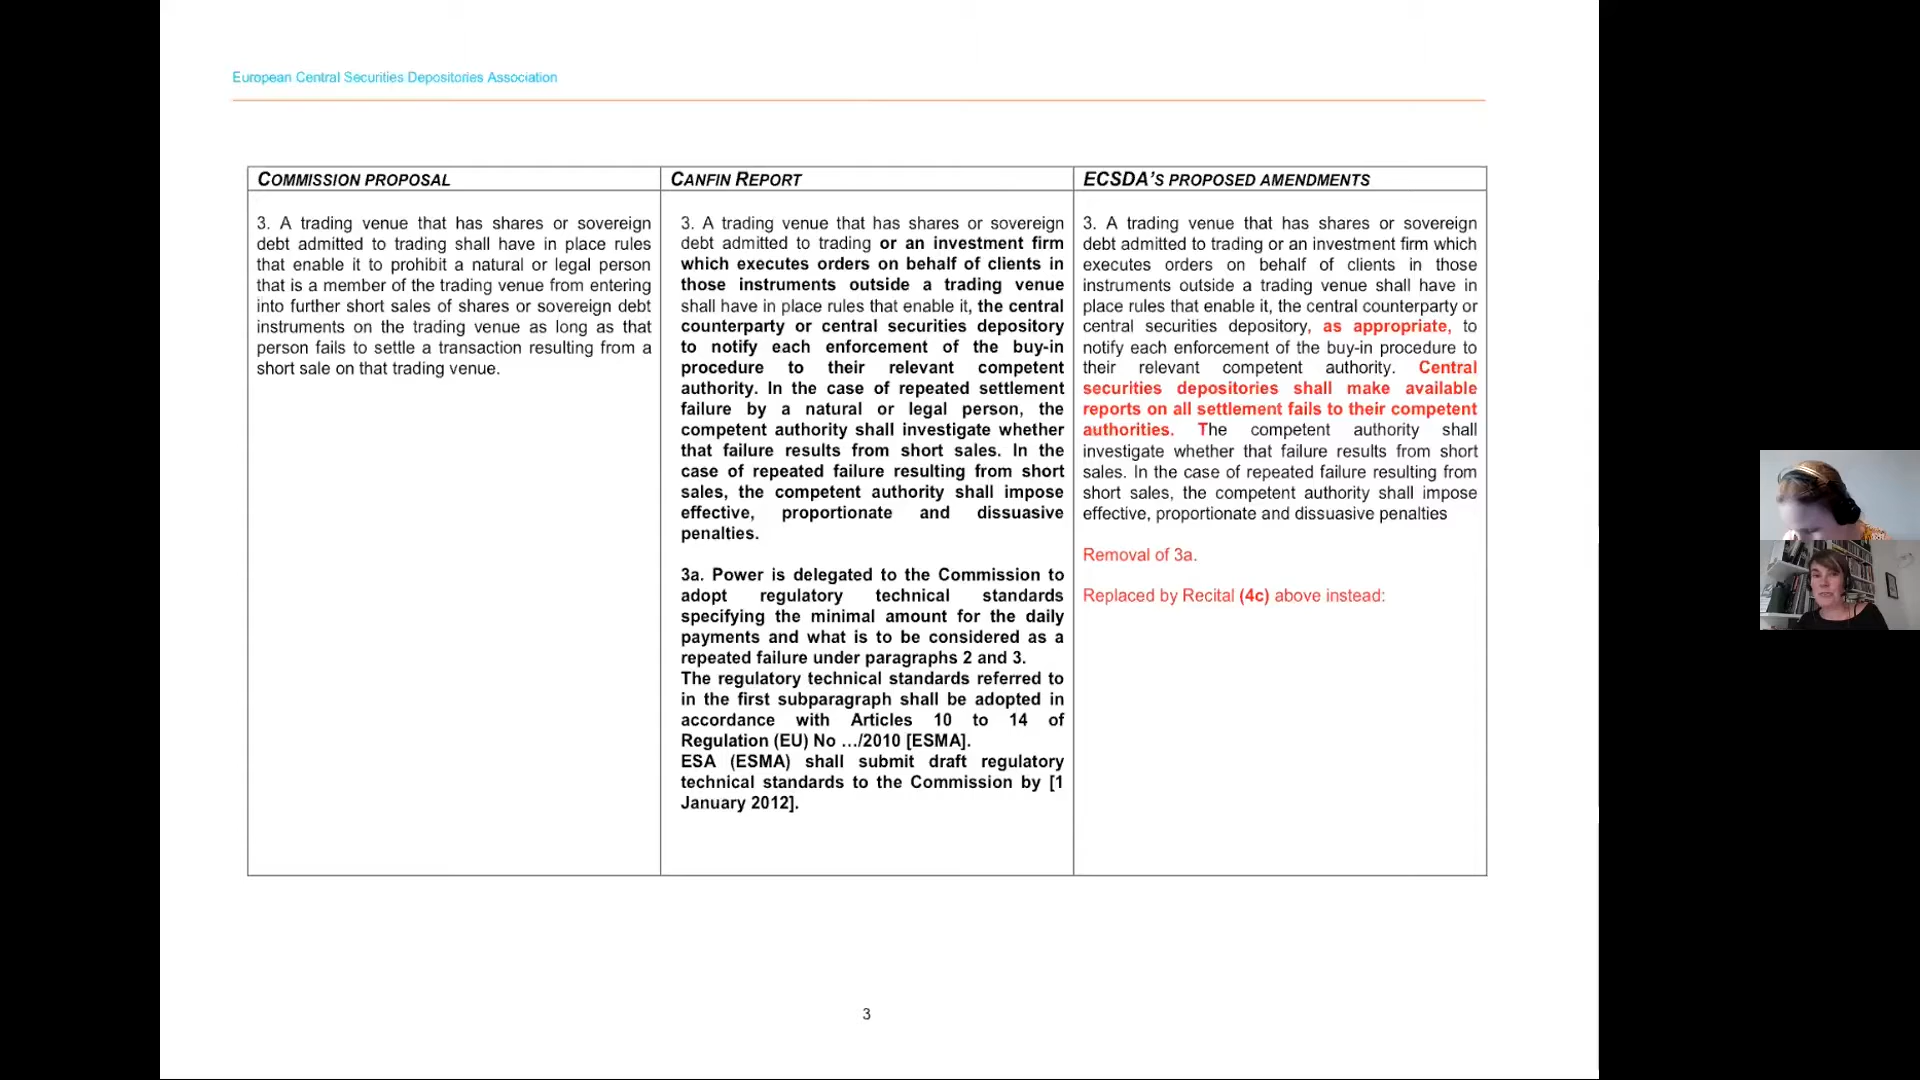 European Central Securities Depositories Association
COMMISSION PROPOSAL
3. A trading venue that has shares or sovereign
debt admitted to trading shall have in place rules
that enable it to prohibit a natural or legal person
that is a member of the trading venue from entering
into further short sales of shares or sovereign debt
instruments on the trading venue as long as that
person fails to settle a transaction resulting from a
short sale on that trading venue.
CANFIN REPORT
3. A trading venue that has shares or sovereign
debt admitted to trading or an investment firm
which executes orders on behalf of clients in
those instruments outside a trading venue
shall have in place rules that enable it, the central
counterparty or central securities depository
to notify each enforcement of the buy-in
procedure to their relevant competent
authority. In the case of repeated settlement
failure by a natural or legal person, the
competent authority shall investigate whether
that failure results from short sales. In the
case of repeated failure resulting from short
sales, the competent authority shall impose
effective, proportionate and dissuasive
penalties.
3a. Power is delegated to the Commission to
adopt regulatory technical standards
specifying the minimal amount for the daily
payments and what is to be considered as a
repeated failure under paragraphs 2 and 3.
The regulatory technical standards referred to
in the first subparagraph shall be adopted in
accordance with Articles 10 to 14 of
Regulation (EU) No .../2010 [ESMA].
ESA (ESMA) shall submit draft regulatory
technical standards to the Commission by [1
January 2012].
ECSDA'S PROPOSED AMENDMENTS
3. A trading venue that has shares or sovereign
debt admitted to trading or an investment firm which
executes orders on behalf of clients in those
instruments outside a trading venue shall have in
place rules that enable it, the central counterparty or
central securities depository, as appropriate, to
notify each enforcement of the buy-in procedure to
their relevant competent authority. Central
securities depositories shall make available
reports on all settlement fails to their competent
authorities. The competent authority shall
investigate whether that failure results from short
sales. In the case of repeated failure resulting from
short sales, the competent authority shall impose
effective, proportionate and dissuasive penalties
Removal of 3a.
Replaced by Recital (4c) above instead:
3